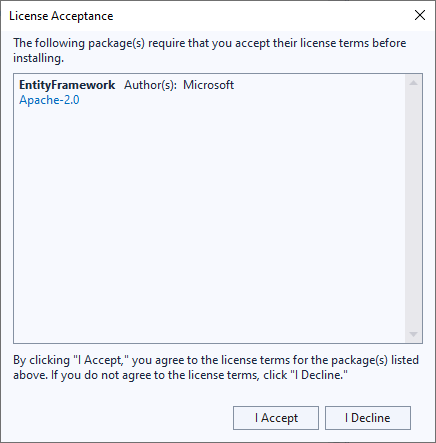 License Acceptance
The following package(s) require that you accept their license terms before
installing.
EntityFramework Author(s): Microsoft
Apache-2.0
By clicking "I Accept," you agree to the license terms for the package(s) listed
above. If you do not agree to the license terms, click "I Decline."
I Accept I Decline